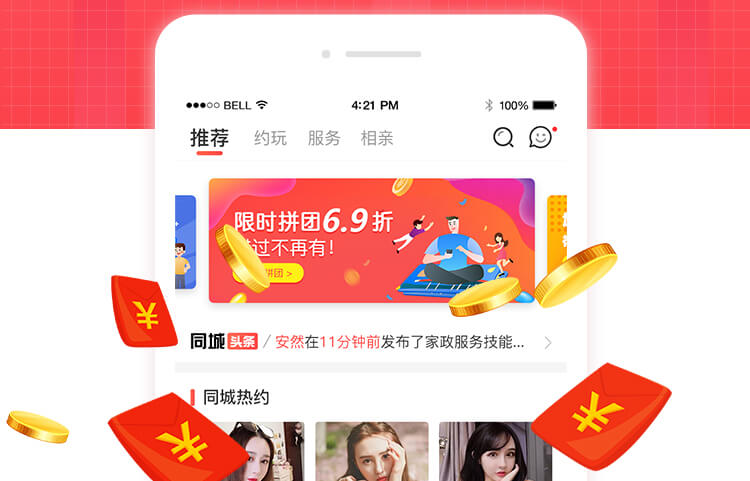 BELL 4:21 PM 100%
推荐 约玩 服务 相亲
限时拼团6.9折
过不再有!
拼团 >
同城 头条 / 安然在11分钟前发布了家政服务技能...
同城热约
¥
¥
¥